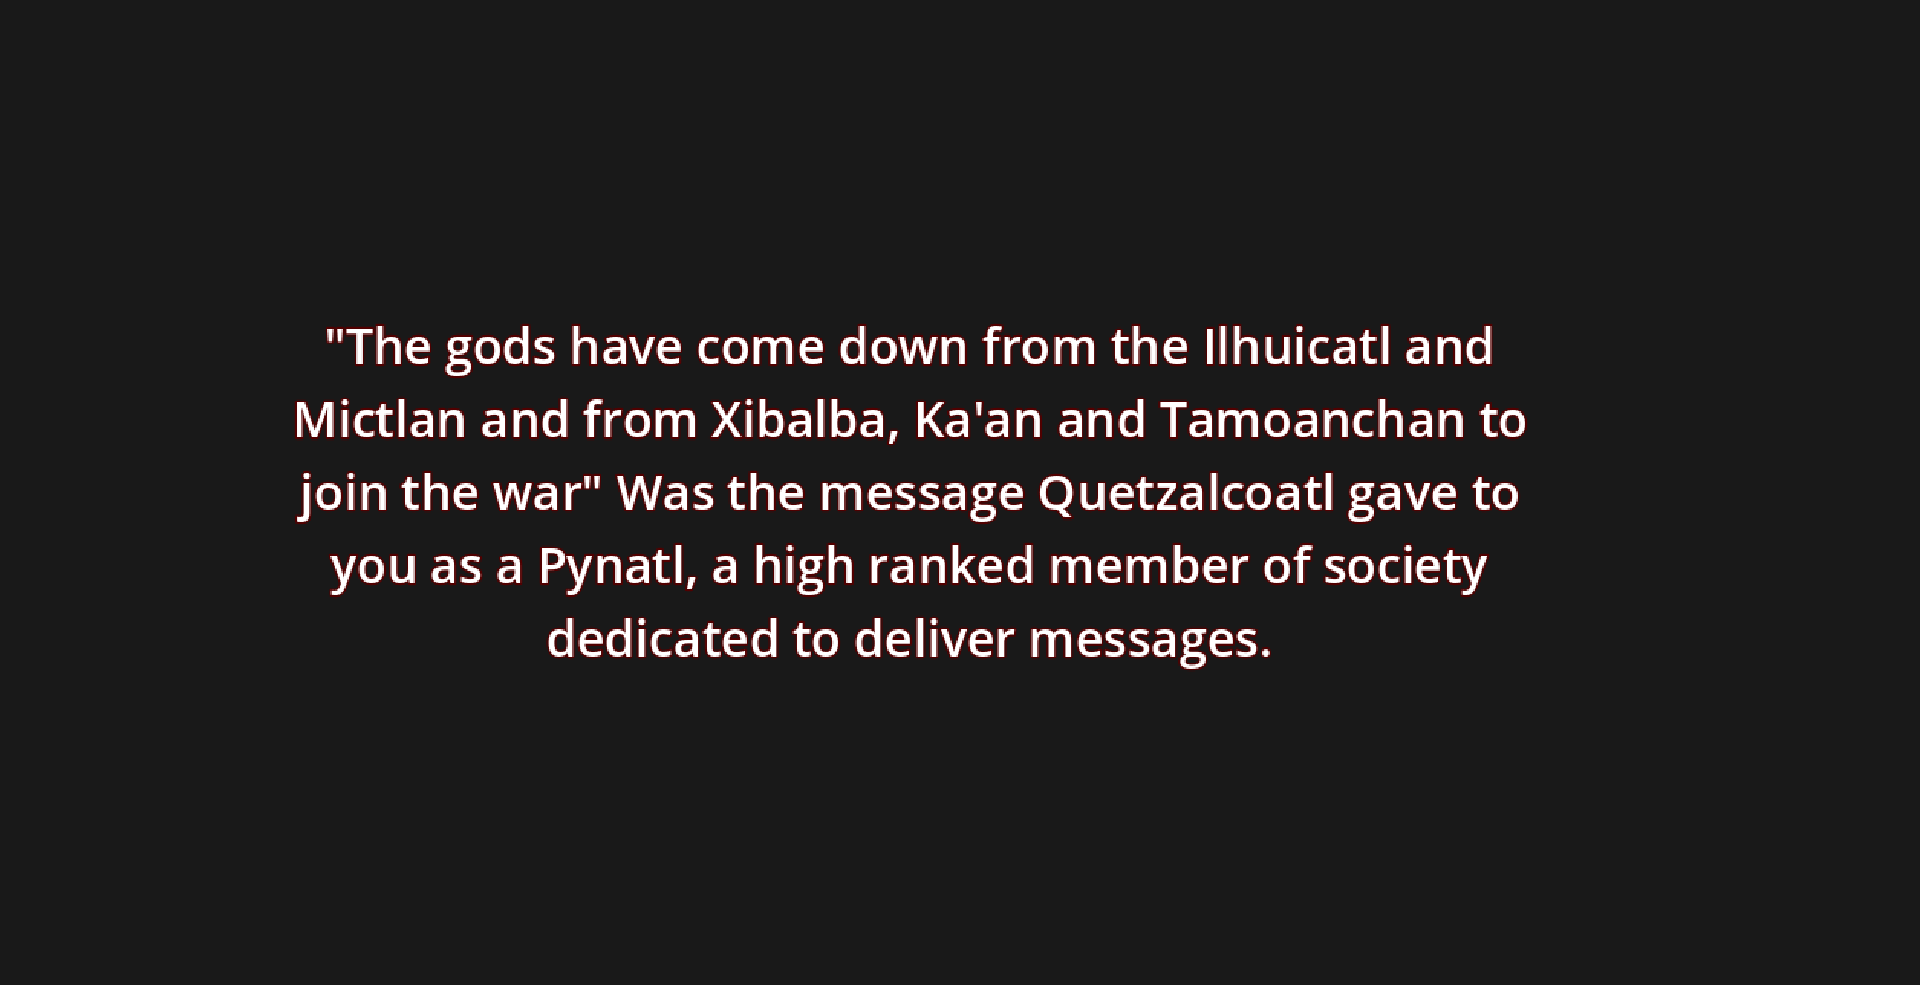 "The gods have come down from the Ilhuicatl and
Mictlan and from Xibalba, Ka'an and Tamoanchan to
join the war" Was the message Quetzalcoatl gave to
you as a Pynatl, a high ranked member of society
dedicated to deliver messages.